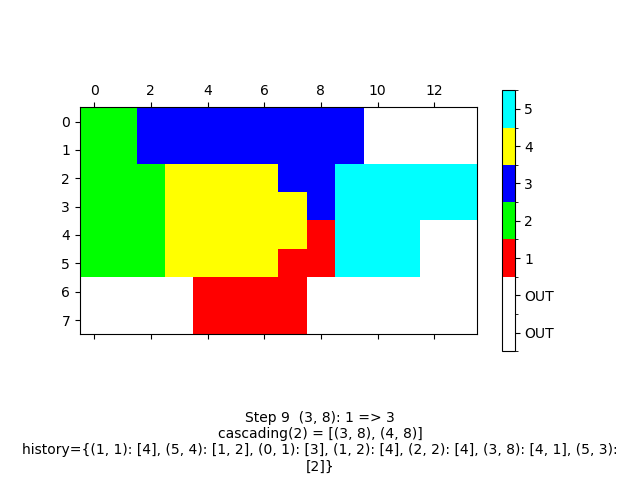 0 2 4 6 8 10 12
0
1
2
3
4
5
6
7
5
4
3
2
1
OUT
OUT
Step 9  (3, 8): 1 => 3
cascading(2) = [(3, 8), (4, 8)]
history={(1, 1): [4], (5, 4): [1, 2], (0, 1): [3], (1, 2): [4], (2, 2): [4], (3, 8): [4, 1], (5, 3):
[2]}